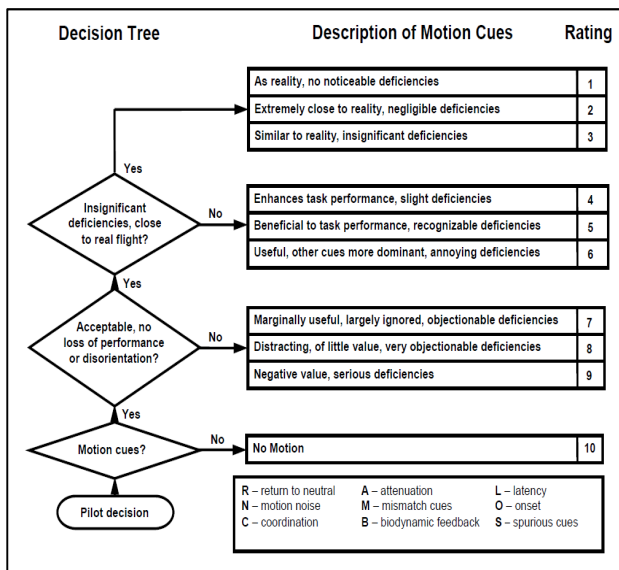 Decision Tree Description of Motion Cues Rating
As reality, no noticeable deficiencies 1
Extremely close to reality, negligible deficiencies 2
Similar to reality, insignificant deficiencies 3
Yes
Insignificant
deficiencies, close
to real flight?
No
Enhances task performance, slight deficiencies 4
Beneficial to task performance, recognizable deficiencies 5
Useful, other cues more dominant, annoying deficiencies 6
Yes
Acceptable, no
loss of performance
or disorientation?
No
Marginally useful, largely ignored, objectionable deficiencies 7
Distracting, of little value, very objectionable deficiencies 8
Negative value, serious deficiencies 9
Yes
Motion cues?
No
No Motion 10
Pilot decision
R – return to neutral A – attenuation L – latency
N – motion noise M – mismatch cues O – onset
C – coordination B – biodynamic feedback S – spurious cues